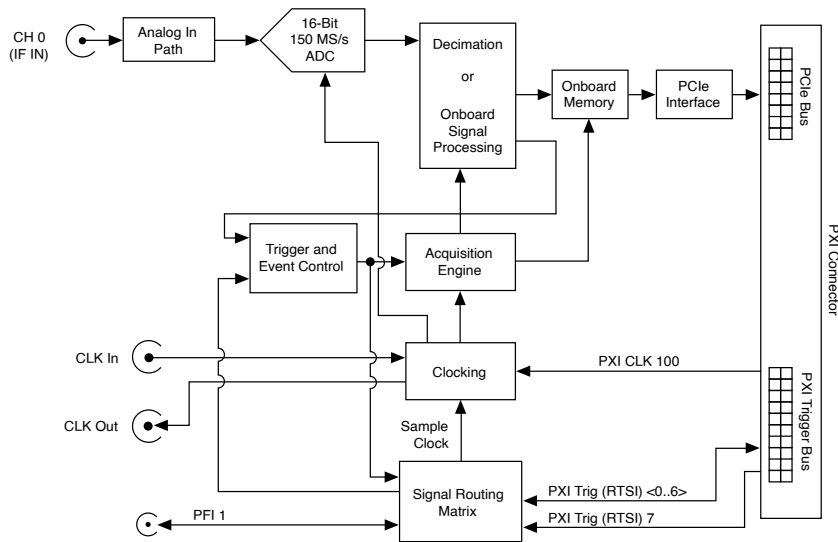 CH 0
(IF IN)
Analog In
Path
16-Bit
150 MS/s
ADC
Decimation
or
Onboard
Signal
Processing
Onboard
Memory
PCIe
Interface
PCIe Bus
PXI Connector
Trigger and
Event Control
Acquisition
Engine
CLK In
Clocking
PXI CLK 100
PXI Trigger Bus
CLK Out
Sample
Clock
Signal Routing
Matrix
PXI Trig (RTSI) <0..6>
PXI Trig (RTSI) 7
PFI 1